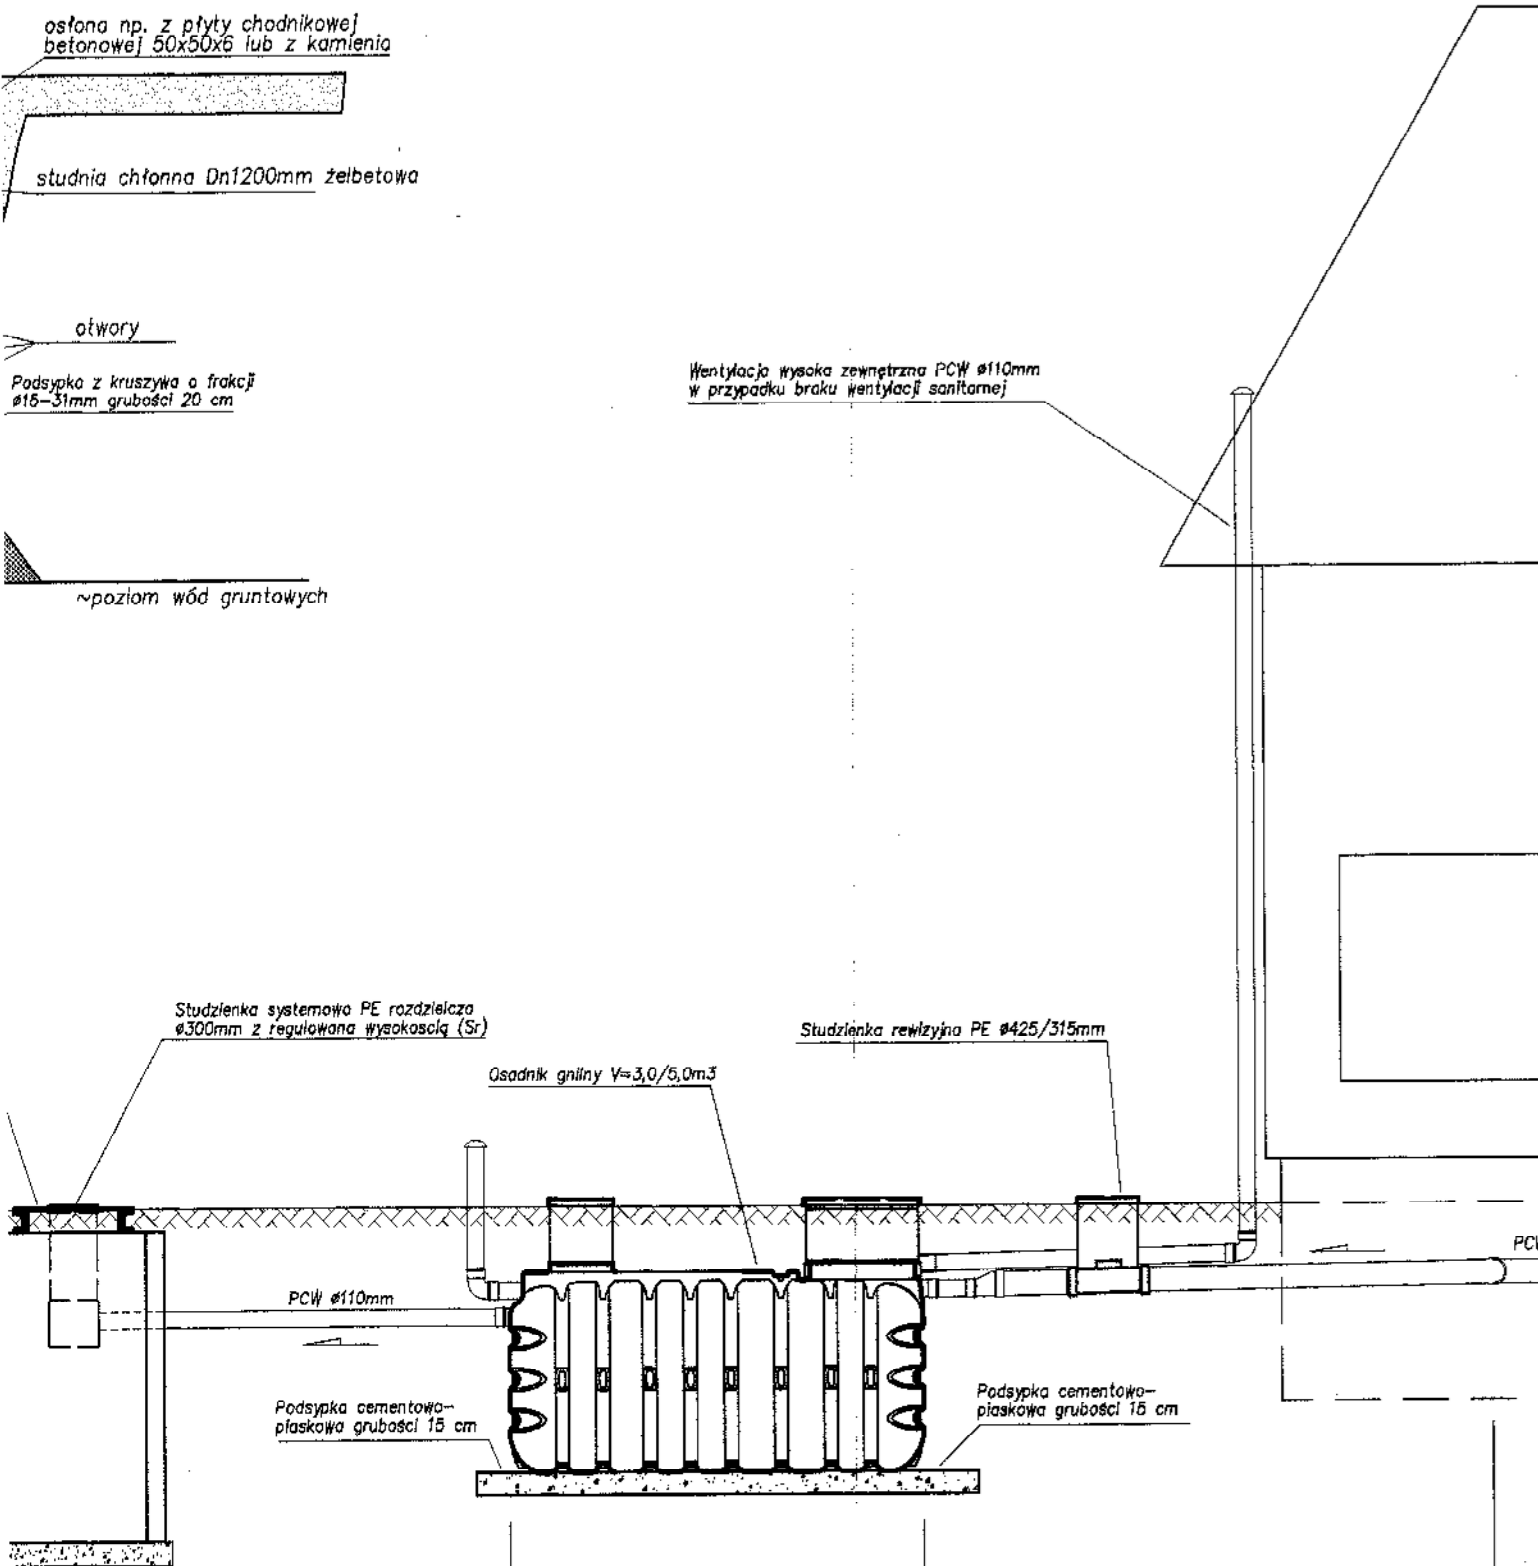 osłona np. z płyty chodnikowej
betonowej 50x50x6 lub z kamienia
studnia chłonna Dn1200mm żelbetowa
otwory
Podsypka z kruszywa o frakcji
ø16-31mm grubości 20 cm
Wentylacja wysoka zewnętrzna PCW ø110mm
w przypadku braku wentylacji sanitarnej
~poziom wód gruntowych
Studzienka systemowa PE rozdzielcza
ø300mm z regulowana wysokoscią (Sr)
Studzienka rewizyjna PE ø425/315mm
Osadnik gnilny V=3,0/5,0m3
PCW
PCW ø110mm
Podsypka cementowo-
piaskowa grubości 15 cm
Podsypka cementowo-
piaskowa grubości 15 cm